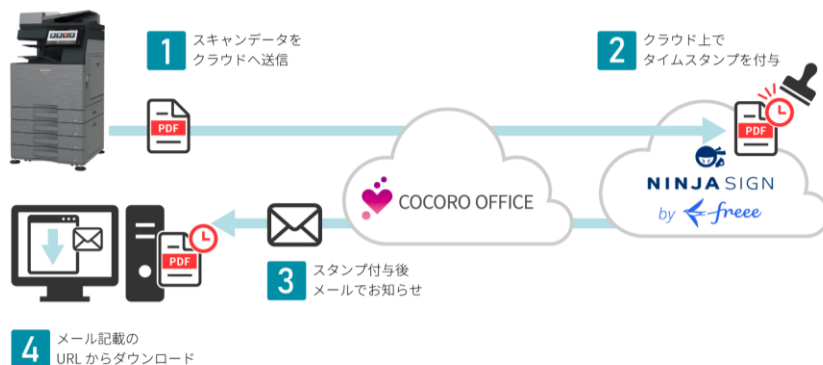 1
スキャンデータを
クラウドへ送信
2
クラウド上で
タイムスタンプを付与
PDF
PDF
COCORO OFFICE
NINJA SIGN
by freee
PDF
3
スタンプ付与後
メールでお知らせ
4
メール記載の
URL からダウンロード